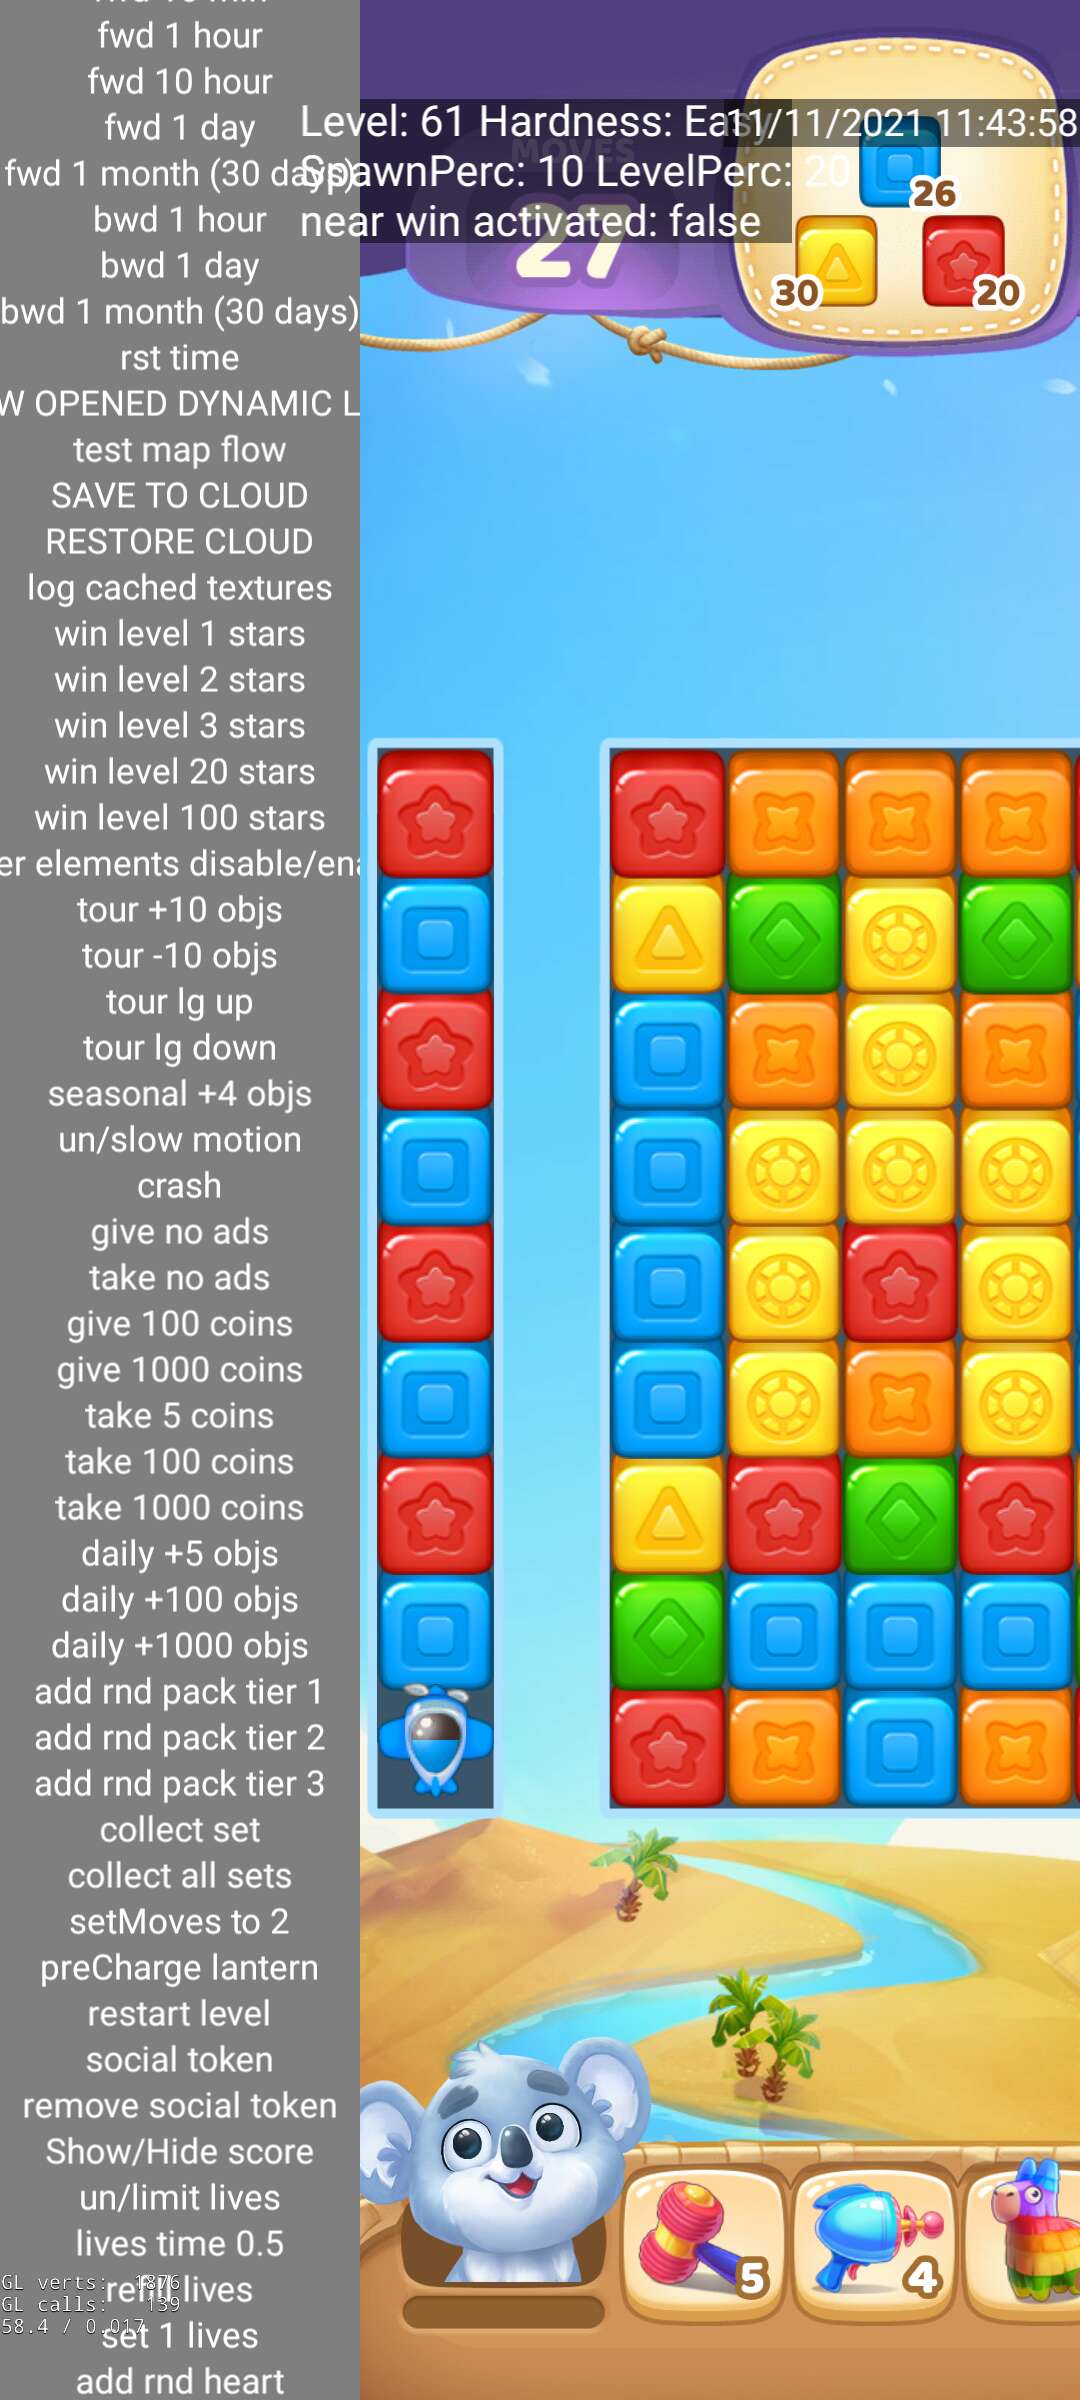 fwd 1 hour
fwd 10 hour
fwd 1 day
fwd 1 month (30 days)
bwd 1 hour
bwd 1 day
bwd 1 month (30 days)
rst time
W OPENED DYNAMIC L
test map flow
SAVE TO CLOUD
RESTORE CLOUD
log cached textures
win level 1 stars
win level 2 stars
win level 3 stars
win level 20 stars
win level 100 stars
er elements disable/ena
tour +10 objs
tour -10 objs
tour lg up
tour lg down
seasonal +4 objs
un/slow motion
crash
give no ads
take no ads
give 100 coins
give 1000 coins
take 5 coins
take 100 coins
take 1000 coins
daily +5 objs
daily +100 objs
daily +1000 objs
add rnd pack tier 1
add rnd pack tier 2
add rnd pack tier 3
collect set
collect all sets
setMoves to 2
preCharge lantern
restart level
social token
remove social token
Show/Hide score
un/limit lives
lives time 0.5
refill lives
set 1 lives
add rnd heart
GL verts: 1876
GL calls: 139
58.4 / 0.017
Level: 61 Hardness: Easy
11/11/2021 11:43:58
SpawnPerc: 10 LevelPerc: 20
near win activated: false
MOVES
27
26
30
20
5
4